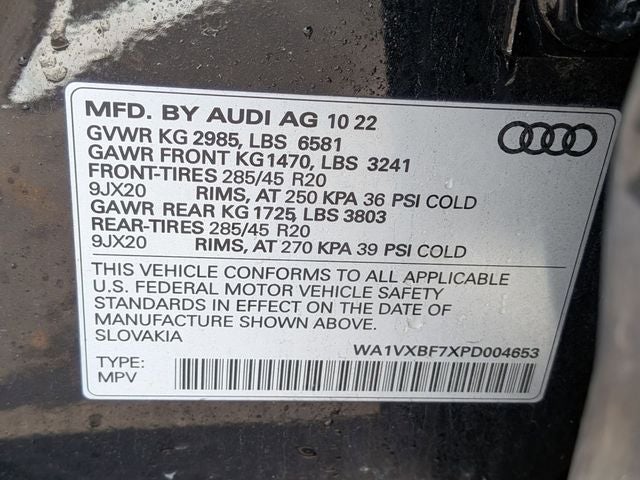 MFD. BY AUDI AG 10 22
GVWR KG 2985, LBS 6581
GAWR FRONT KG 1470, LBS 3241
FRONT-TIRES 285/45 R20
9JX20 RIMS, AT 250 KPA 36 PSI COLD
GAWR REAR KG 1725, LBS 3803
REAR-TIRES 285/45 R20
9JX20 RIMS, AT 270 KPA 39 PSI COLD
THIS VEHICLE CONFORMS TO ALL APPLICABLE
U.S. FEDERAL MOTOR VEHICLE SAFETY
STANDARDS IN EFFECT ON THE DATE OF
MANUFACTURE SHOWN ABOVE.
SLOVAKIA
WA1VXBF7XPD004653
TYPE:
MPV